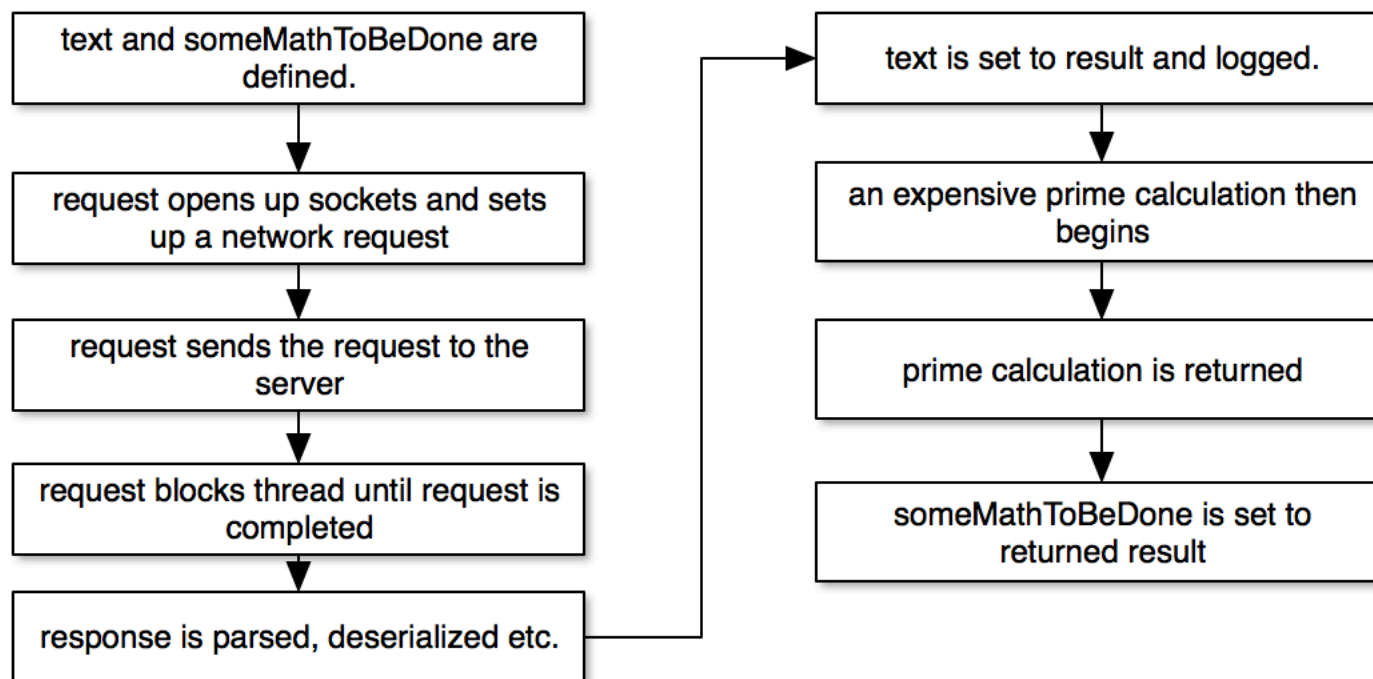 text and someMathToBeDone are
defined.
request opens up sockets and sets
up a network request
request sends the request to the
server
request blocks thread until request is
completed
response is parsed, deserialized etc.
text is set to result and logged.
an expensive prime calculation then
begins
prime calculation is returned
someMathToBeDone is set to
returned result